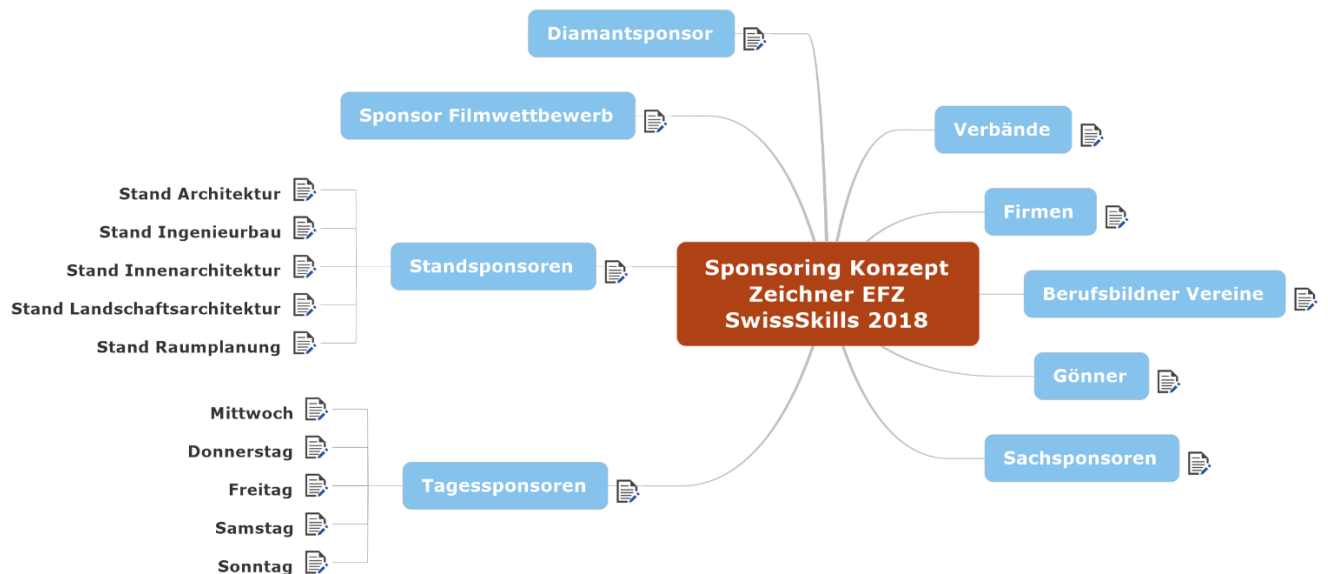 Diamantsponsor
Sponsor Filmwettbewerb
Verbände
Stand Architektur
Firmen
Stand Ingenieurbau
Standsponsoren
Stand Innenarchitektur
Sponsoring Konzept
Zeichner EFZ
SwissSkills 2018
Berufsbildner Vereine
Stand Landschaftsarchitektur
Stand Raumplanung
Gönner
Mittwoch
Donnerstag
Sachsponsoren
Freitag
Tagessponsoren
Samstag
Sonntag